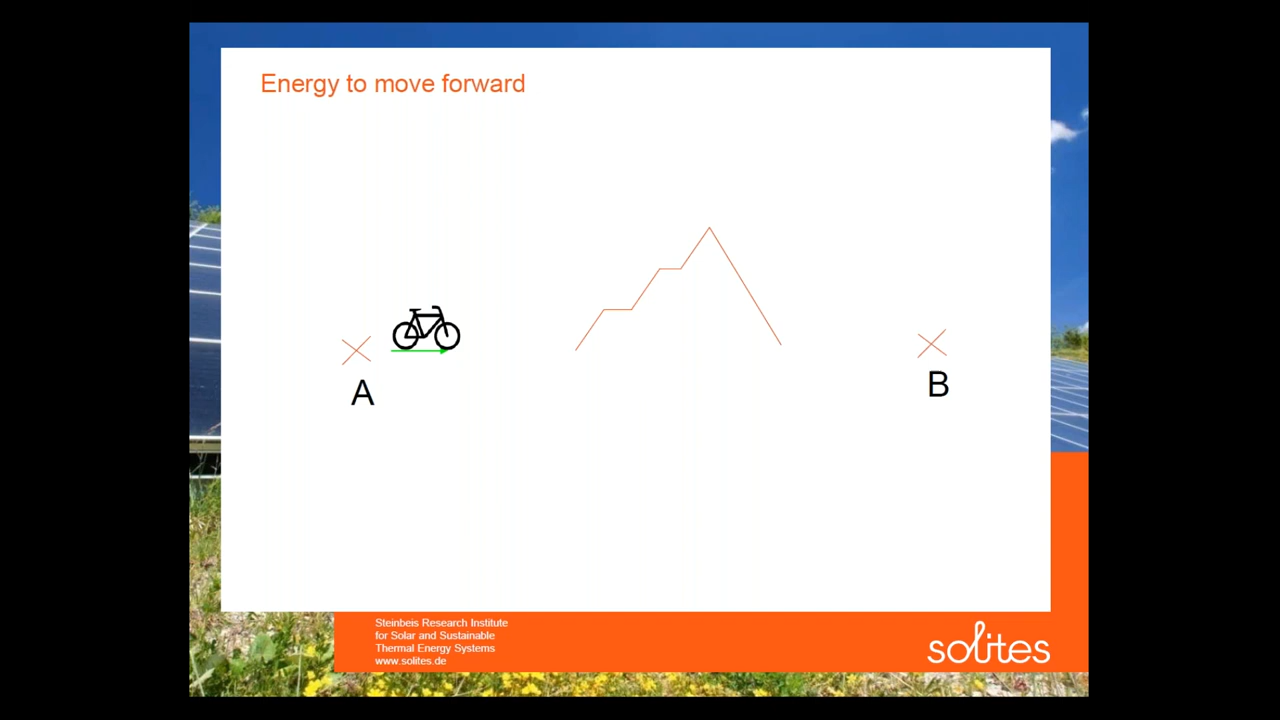 Energy to move forward
A
B
Steinbeis Research Institute
for Solar and Sustainable
Thermal Energy Systems
www.solites.de
solites